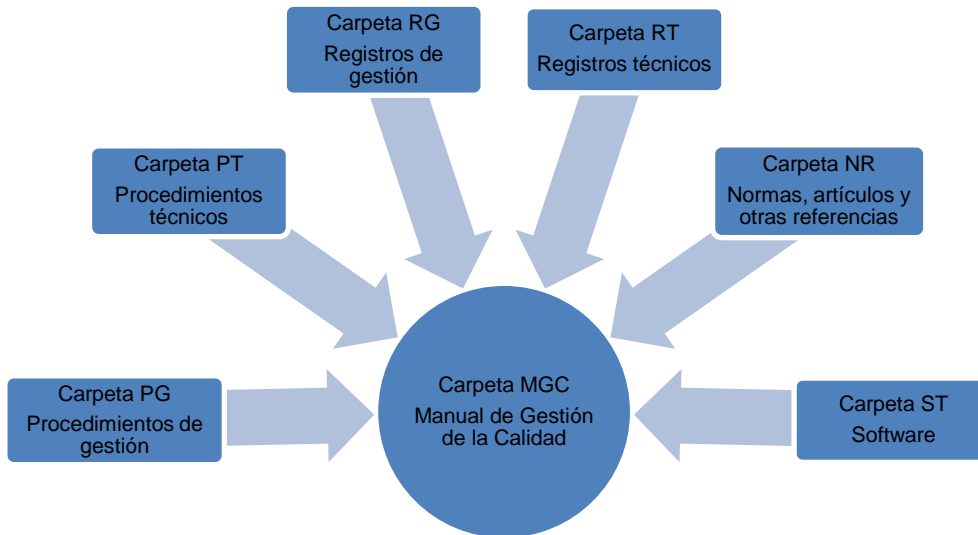 Carpeta RG
Registros de
gestión
Carpeta RT
Registros técnicos
Carpeta PT
Procedimientos
técnicos
Carpeta NR
Normas, artículos y
otras referencias
Carpeta PG
Procedimientos de
gestión
Carpeta MGC
Manual de Gestión
de la Calidad
Carpeta ST
Software